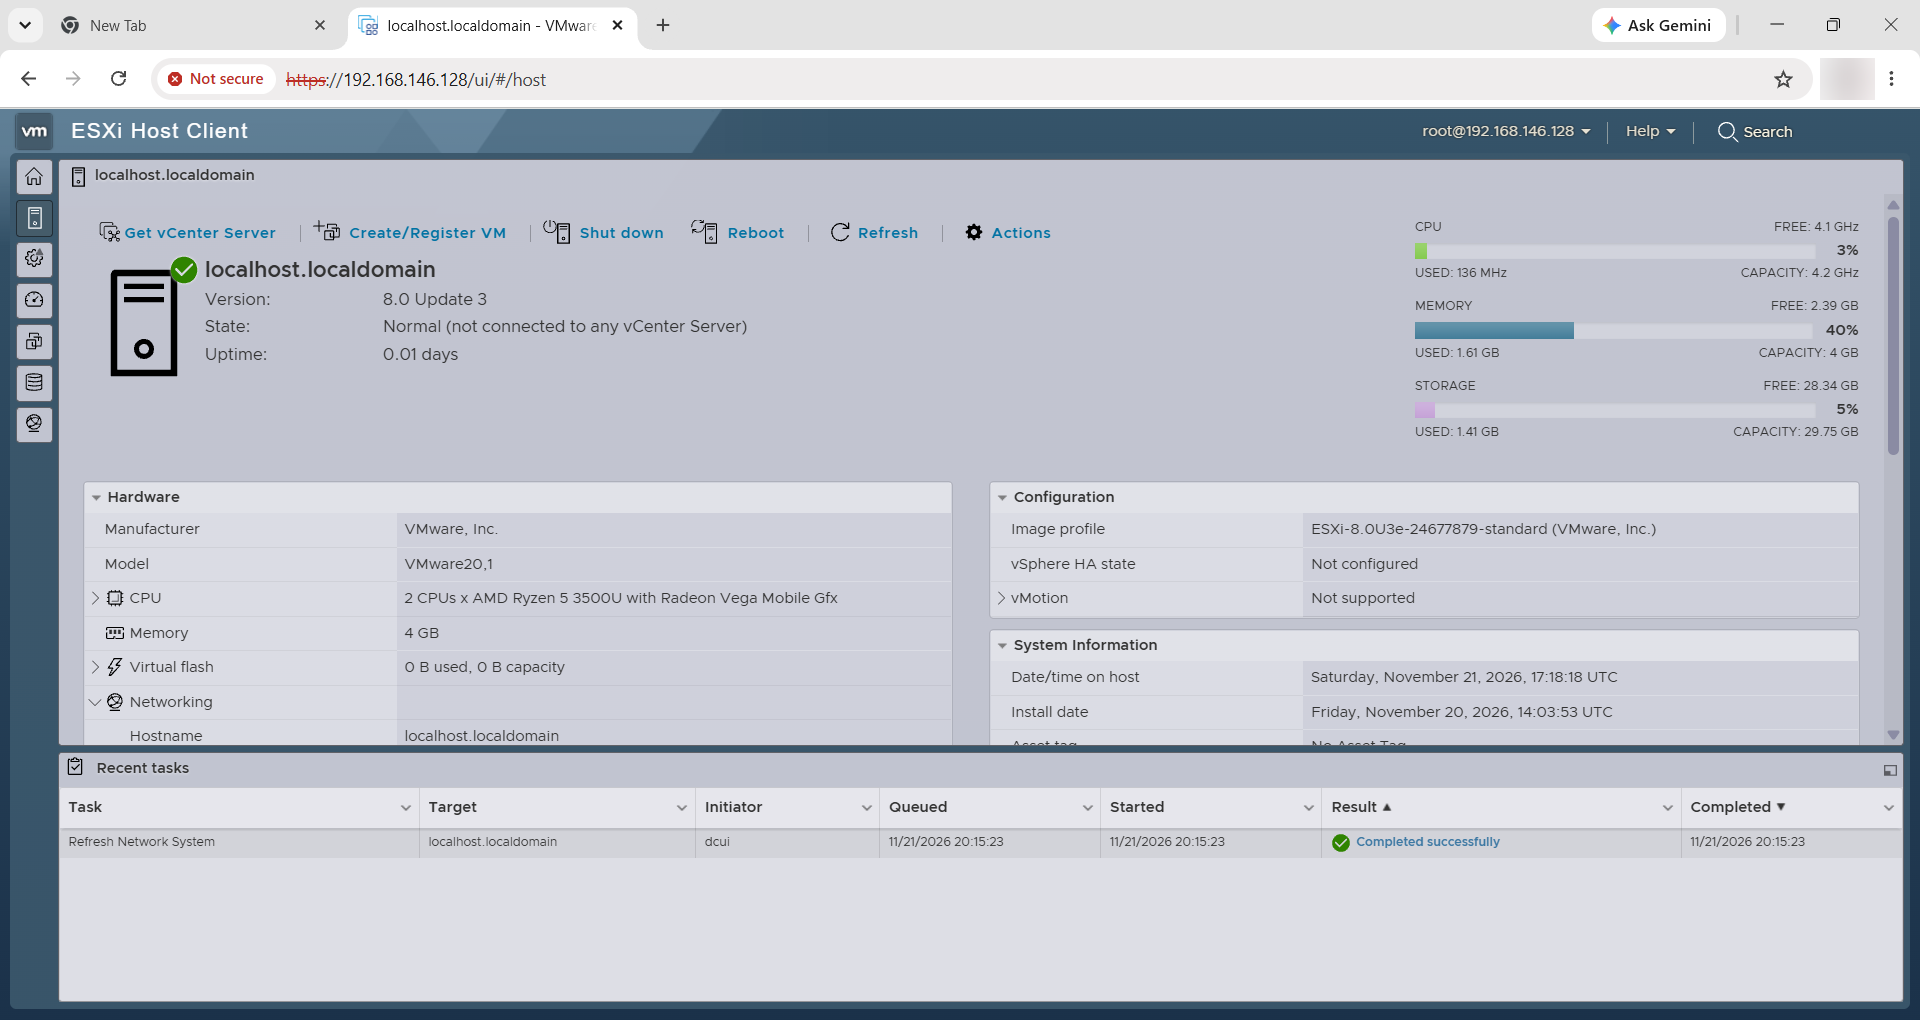 New Tab
localhost.localdomain - VMware
Ask Gemini
Not secure
https://192.168.146.128/ui/#/host
vm ESXi Host Client
root@192.168.146.128
Help
Search
localhost.localdomain
Get vCenter Server
Create/Register VM
Shut down
Reboot
Refresh
Actions
localhost.localdomain
Version: 8.0 Update 3
State: Normal (not connected to any vCenter Server)
Uptime: 0.01 days
CPU FREE: 4.1 GHz
3%
USED: 136 MHz CAPACITY: 4.2 GHz
MEMORY FREE: 2.39 GB
40%
USED: 1.61 GB CAPACITY: 4 GB
STORAGE FREE: 28.34 GB
5%
USED: 1.41 GB CAPACITY: 29.75 GB
Hardware
Manufacturer VMware, Inc.
Model VMware20,1
CPU 2 CPUs x AMD Ryzen 5 3500U with Radeon Vega Mobile Gfx
Memory 4 GB
Virtual flash 0 B used, 0 B capacity
Networking
Hostname localhost.localdomain
Configuration
Image profile ESXi-8.0U3e-24677879-standard (VMware, Inc.)
vSphere HA state Not configured
vMotion Not supported
System Information
Date/time on host Saturday, November 21, 2026, 17:18:18 UTC
Install date Friday, November 20, 2026, 14:03:53 UTC
Asset tag No Asset Tag
Recent tasks
Task Target Initiator Queued Started Result Completed
Refresh Network System localhost.localdomain dcui 11/21/2026 20:15:23 11/21/2026 20:15:23 Completed successfully 11/21/2026 20:15:23